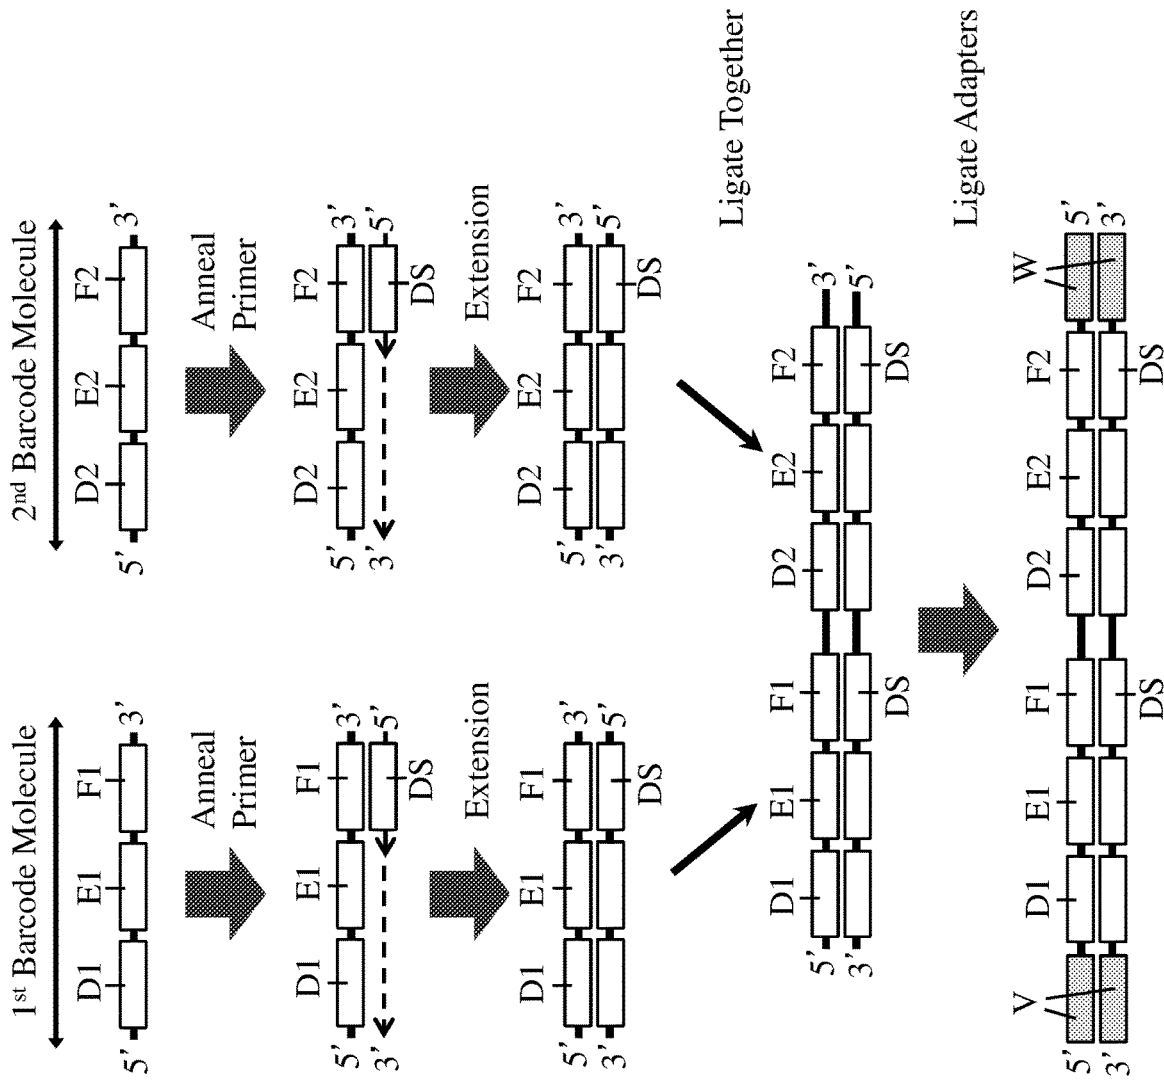 1st Barcode Molecule
2nd Barcode Molecule
D1 E1 F1
5' 3'
D2 E2 F2
5' 3'
Anneal
Primer
Anneal
Primer
D1 E1 F1
5' 3'
3' 5'
DS
D2 E2 F2
5' 3'
3' 5'
DS
Extension
Extension
D1 E1 F1
5' 3'
3' 5'
DS
D2 E2 F2
5' 3'
3' 5'
DS
Ligate Together
D1 E1 F1 D2 E2 F2
5' 3'
3' 5'
DS DS
Ligate Adapters
V D1 E1 F1 D2 E2 F2 W
5' 5'
3' 3'
DS DS